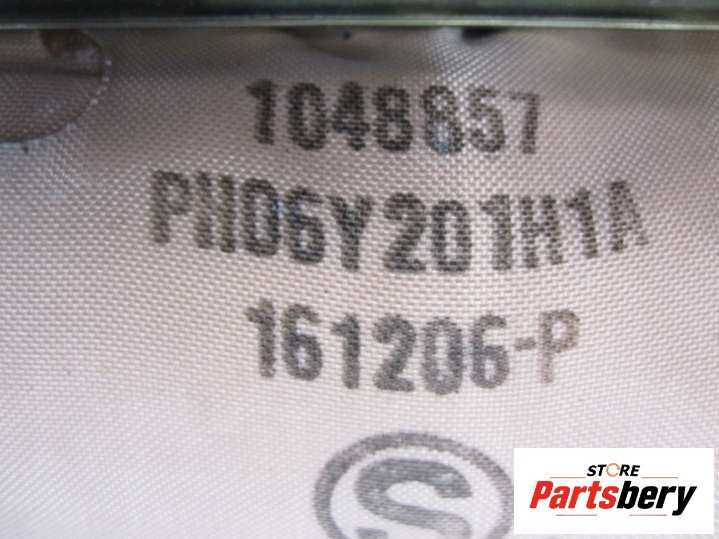 1048857
PH06Y201H1A
161206-P
S
STORE
Partsbery